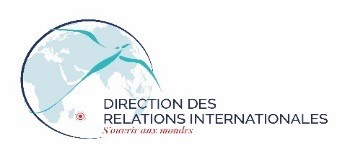 DIRECTION DES
RELATIONS INTERNATIONALES
S'ouvrir aux mondes